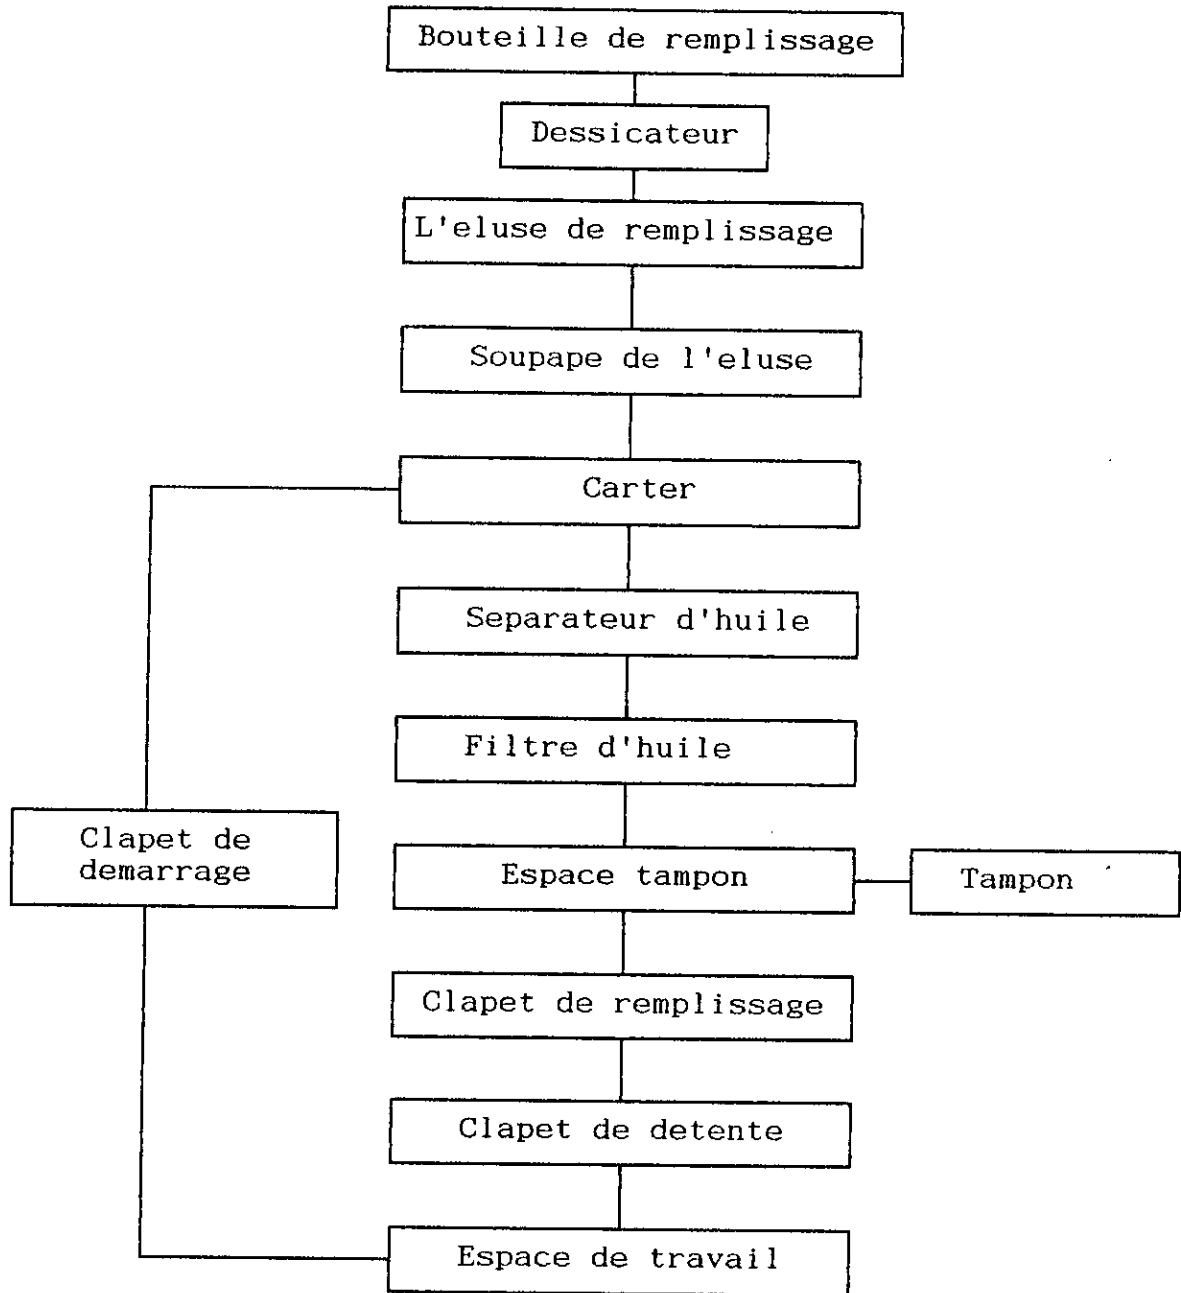 Bouteille de remplissage
Dessicateur
L'eluse de remplissage
Soupape de l'eluse
Carter
Separateur d'huile
Filtre d'huile
Clapet de
demarrage
Espace tampon
Tampon
Clapet de remplissage
Clapet de detente
Espace de travail